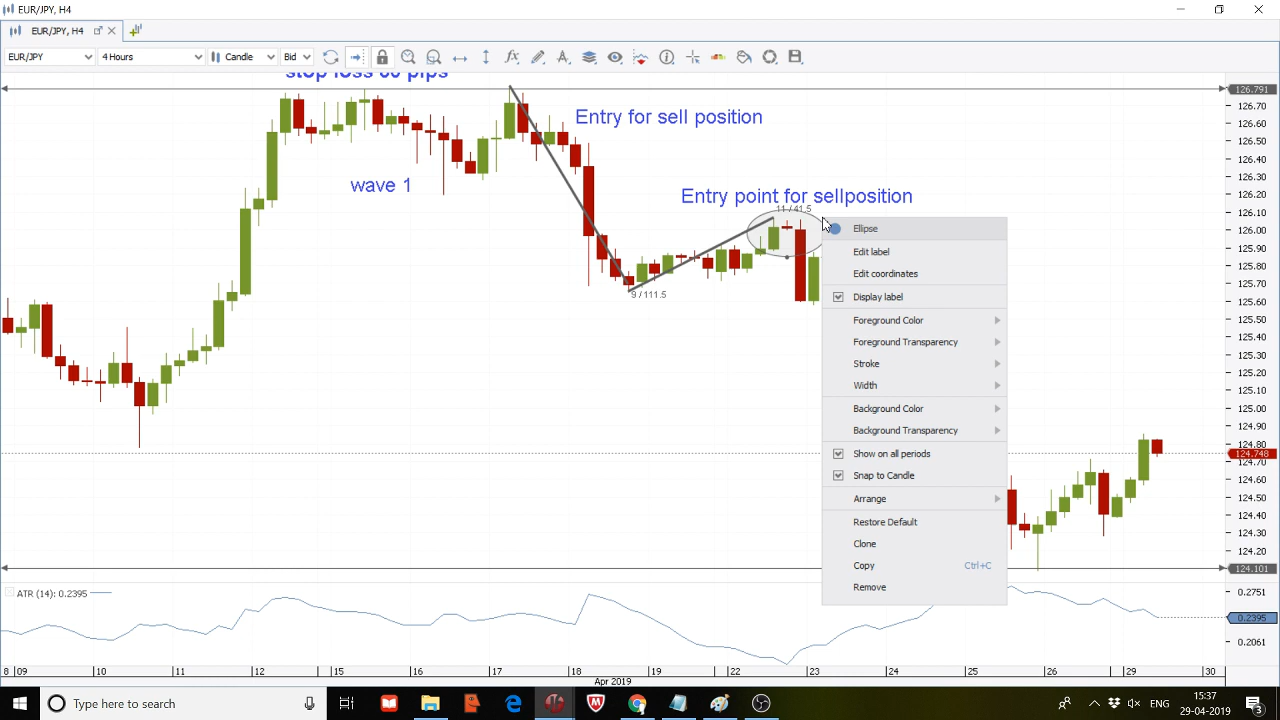 EUR/JPY, H4
EUR/JPY, H4
EUR/JPY
4 Hours
Candle
Bid
stop loss 60 pips
126.791
126.70
Entry for sell position
126.60
126.50
126.40
126.30
wave 1
Entry point for sellposition
126.20
11 / 41.5
126.10
Ellipse
126.00
Edit label
125.90
Edit coordinates
125.80
9 / 111.5
Display label
125.70
125.60
Foreground Color
125.50
Foreground Transparency
125.40
Stroke
125.30
Width
125.20
125.10
Background Color
125.00
Background Transparency
124.90
Show on all periods
124.80
124.748
124.70
Snap to Candle
124.60
Arrange
124.50
Restore Default
124.40
Clone
124.30
124.20
Copy Ctrl+C
124.101
Remove
ATR (14): 0.2395
0.2751
0.2395
0.2061
8 09 10 11 12 15 16 17 18 19 22 23 24 25 26 29 30
Apr 2019
Type here to search
ENG
15:37
29-04-2019
3